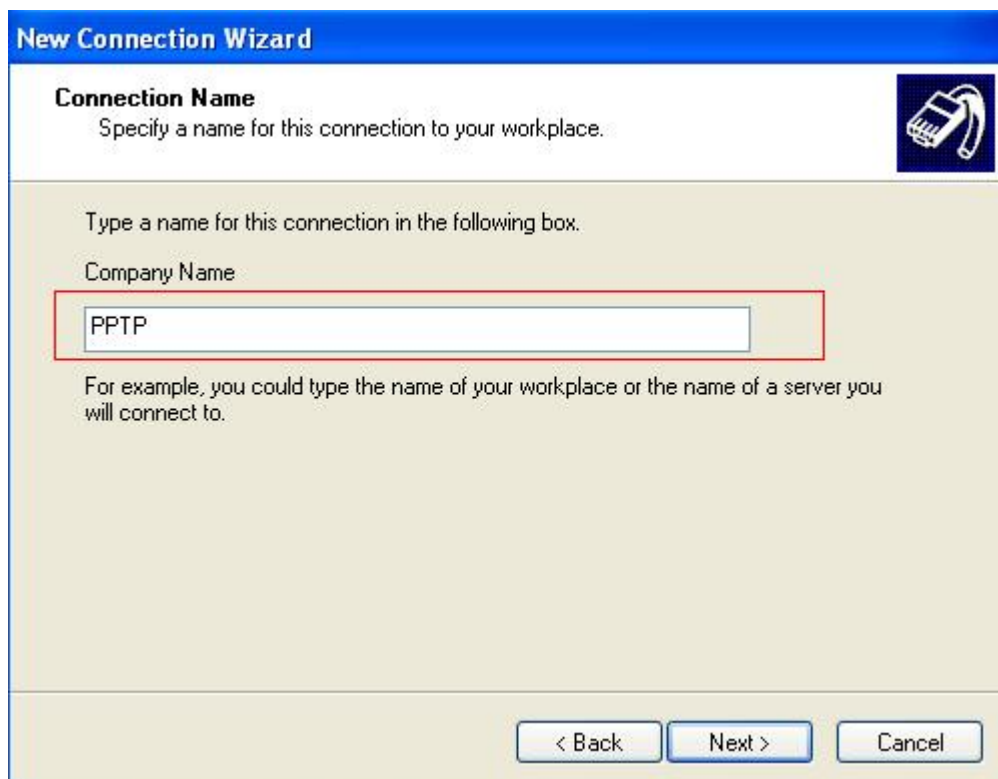 New Connection Wizard
Connection Name
Specify a name for this connection to your workplace.
Type a name for this connection in the following box.
Company Name
PPTP
For example, you could type the name of your workplace or the name of a server you
will connect to.
< Back Next > Cancel